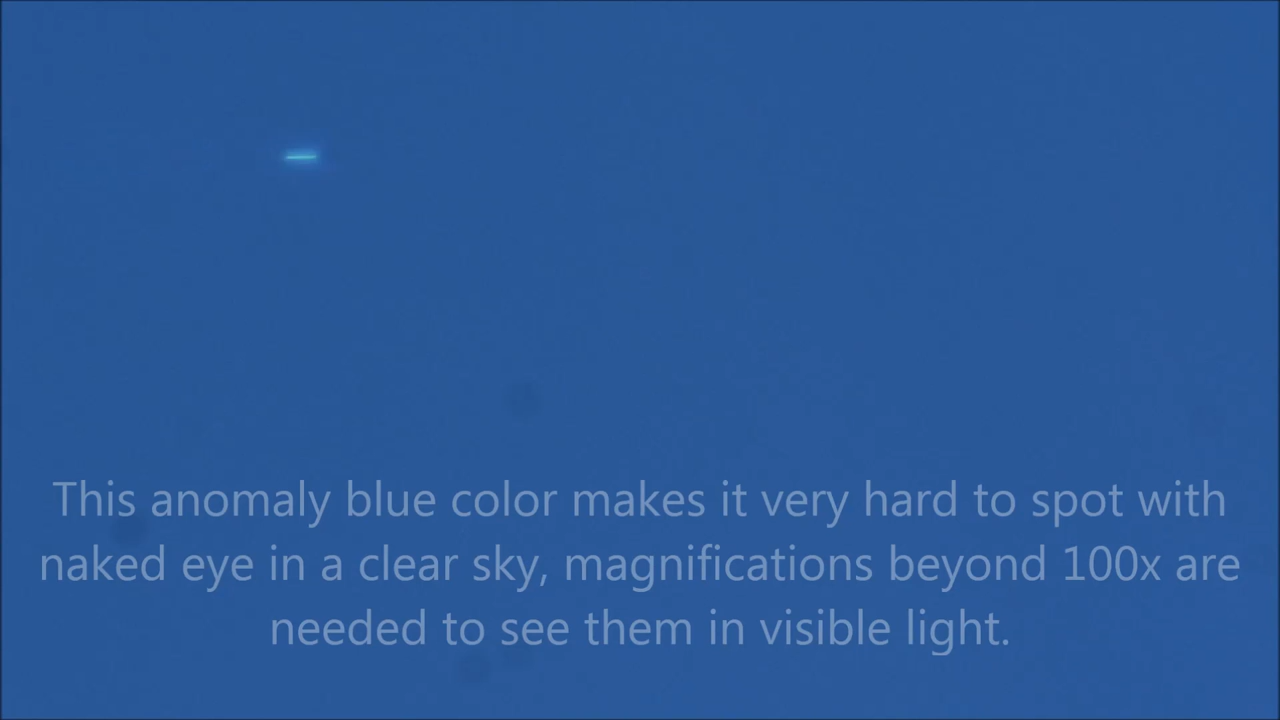 This anomaly blue color makes it very hard to spot with
naked eye in a clear sky, magnifications beyond 100x are
needed to see them in visible light.